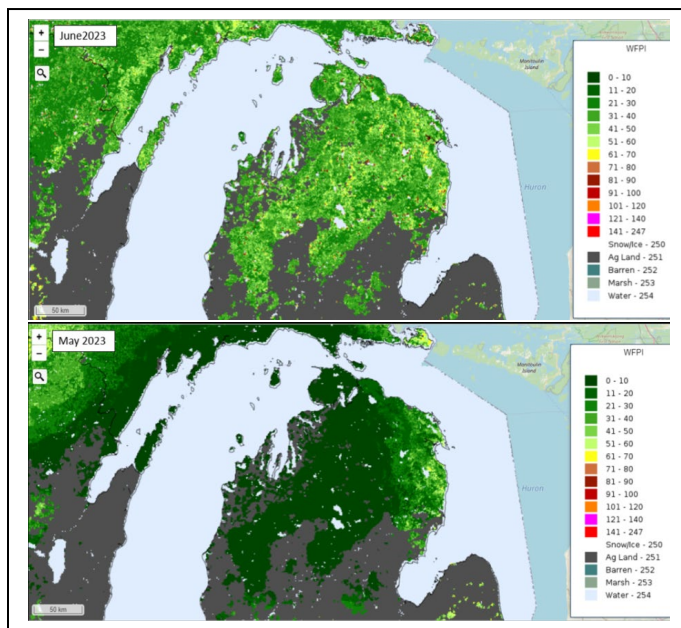 +
June2023
−
Manitoulin
Island
Huron
WFPI
0 - 10
11 - 20
21 - 30
31 - 40
41 - 50
51 - 60
61 - 70
71 - 80
81 - 90
91 - 100
101 - 120
121 - 140
141 - 247
Snow/Ice - 250
Ag Land - 251
Barren - 252
Marsh - 253
Water - 254
50 km
+
May 2023
−
Manitoulin
Island
Huron
WFPI
0 - 10
11 - 20
21 - 30
31 - 40
41 - 50
51 - 60
61 - 70
71 - 80
81 - 90
91 - 100
101 - 120
121 - 140
141 - 247
Snow/Ice - 250
Ag Land - 251
Barren - 252
Marsh - 253
Water - 254
50 km